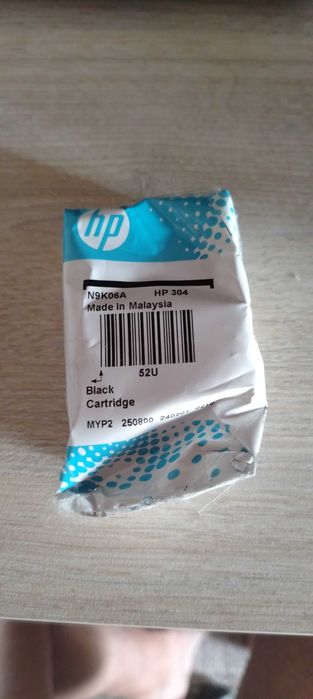 hp
N9K06A HP 304
Made in Malaysia
52U
Black
Cartridge
MYP2 250800